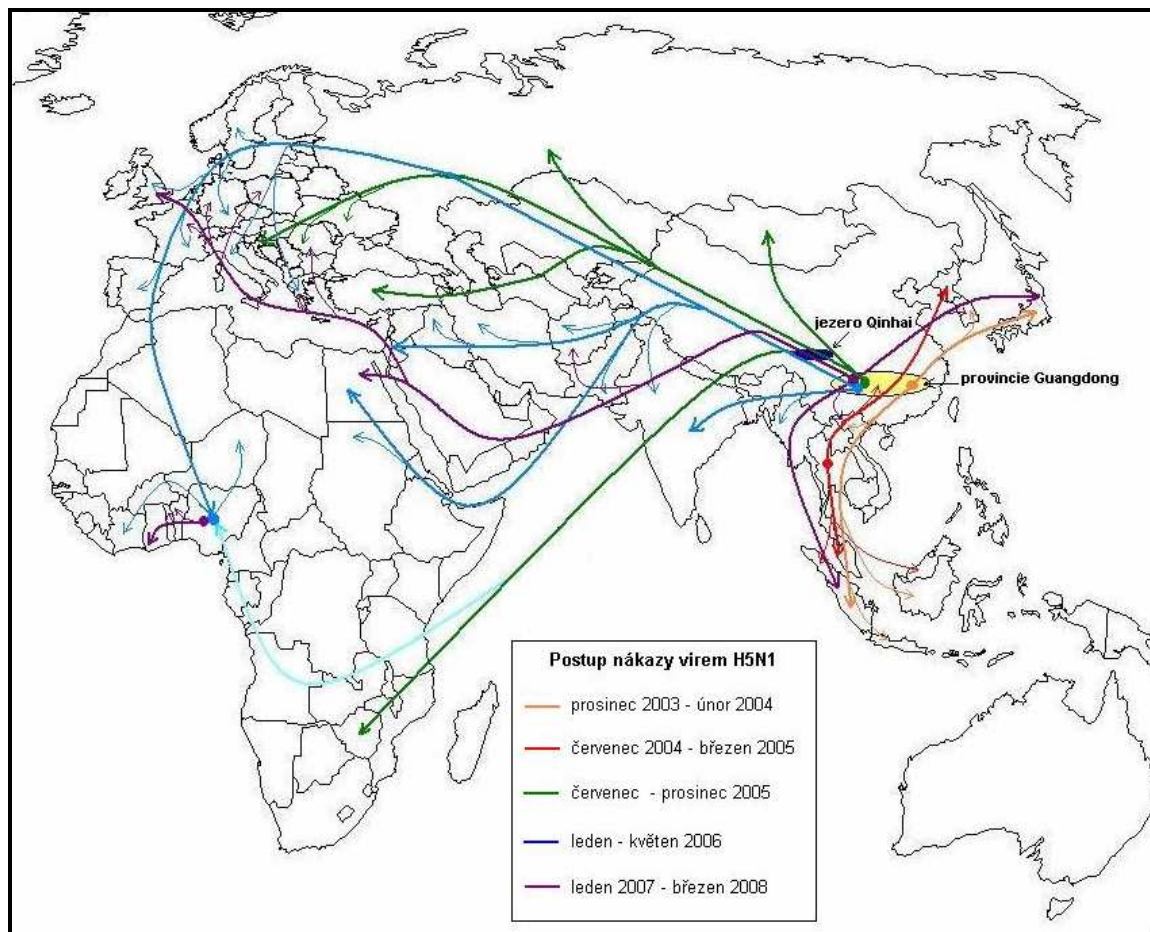 jezero Qinhai
provincie Guangdong
Postup nákazy virem H5N1
prosinec 2003 - únor 2004
červenec 2004 - březen 2005
červenec - prosinec 2005
leden - květen 2006
leden 2007 - březen 2008